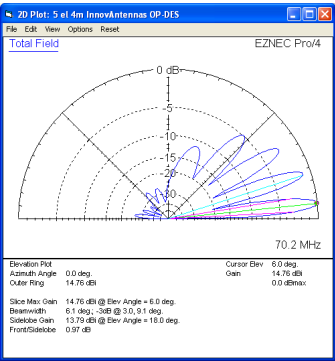 2D Plot: 5 el 4m InnovAntennas OP-DES
File Edit View Options Reset
Total Field EZNEC Pro/4
0 dB
-5
-10
-15
-20
-30
70.2 MHz
Elevation Plot Cursor Elev 6.0 deg.
Azimuth Angle 0.0 deg. Gain 14.76 dBi
Outer Ring 14.76 dBi 0.0 dBmax
Slice Max Gain 14.76 dBi @ Elev Angle = 6.0 deg.
Beamwidth 6.1 deg.; -3dB @ 3.0, 9.1 deg.
Sidelobe Gain 13.79 dBi @ Elev Angle = 18.0 deg.
Front/Sidelobe 0.97 dB